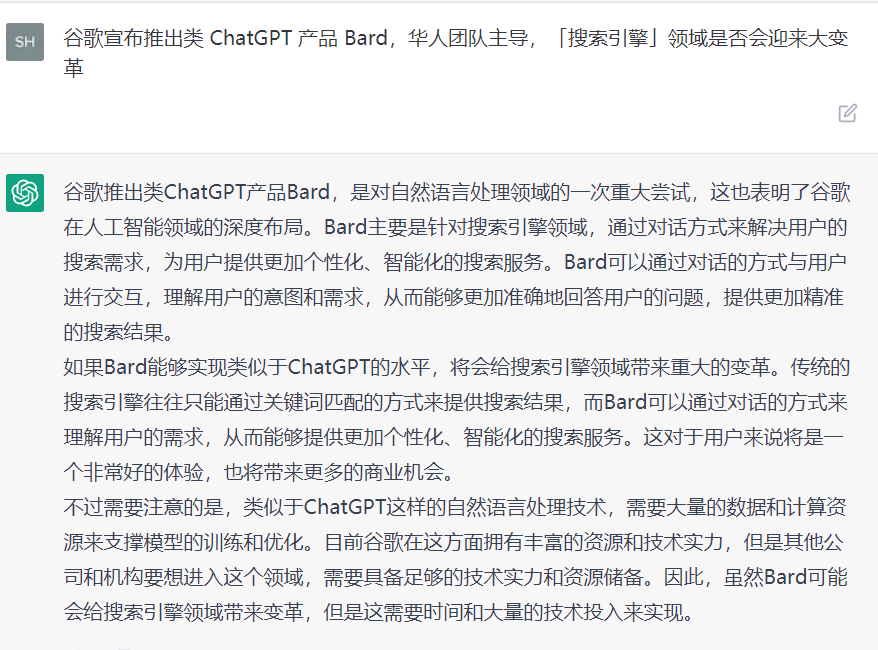 SH
谷歌宣布推出类 ChatGPT 产品 Bard，华人团队主导，「搜索引擎」领域是否会迎来大变
革
谷歌推出类ChatGPT产品Bard，是对自然语言处理领域的一次重大尝试，这也表明了谷歌
在人工智能领域的深度布局。Bard主要是针对搜索引擎领域，通过对话方式来解决用户的
搜索需求，为用户提供更加个性化、智能化的搜索服务。Bard可以通过对话的方式与用户
进行交互，理解用户的意图和需求，从而能够更加准确地回答用户的问题，提供更加精准
的搜索结果。
如果Bard能够实现类似于ChatGPT的水平，将会给搜索引擎领域带来重大的变革。传统的
搜索引擎往往只能通过关键词匹配的方式来提供搜索结果，而Bard可以通过对话的方式来
理解用户的需求，从而能够提供更加个性化、智能化的搜索服务。这对于用户来说将是一
个非常好的体验，也将带来更多的商业机会。
不过需要注意的是，类似于ChatGPT这样的自然语言处理技术，需要大量的数据和计算资
源来支撑模型的训练和优化。目前谷歌在这方面拥有丰富的资源和技术实力，但是其他公
司和机构要想进入这个领域，需要具备足够的技术实力和资源储备。因此，虽然Bard可能
会给搜索引擎领域带来变革，但是这需要时间和大量的技术投入来实现。